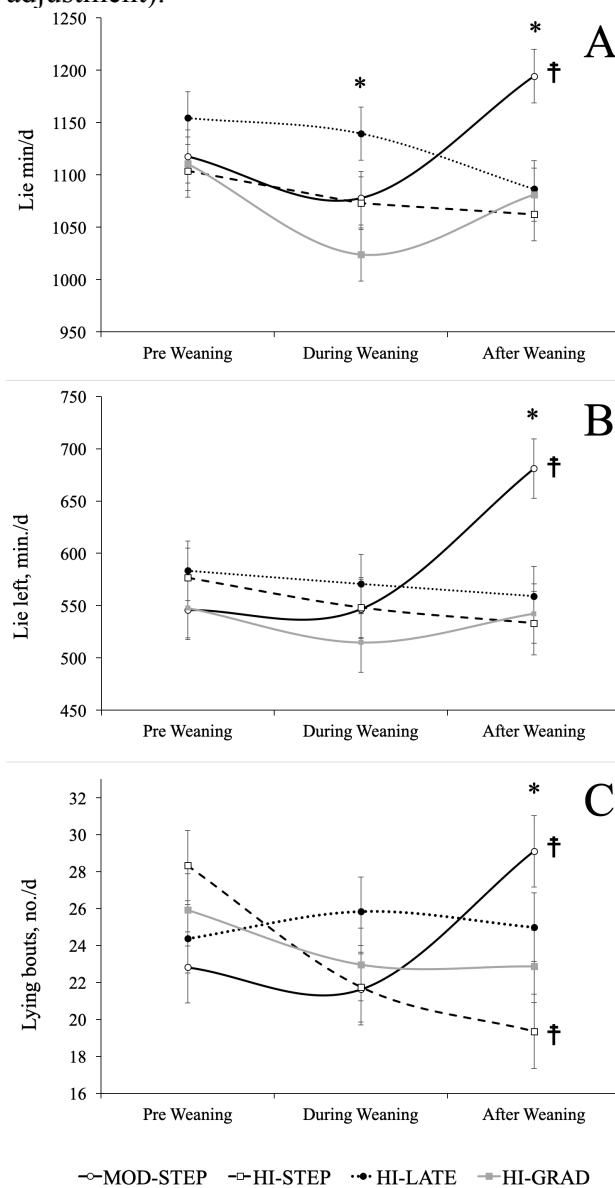 adjustment).
A
1250
1200
1150
1100
1050
1000
950
Lie min/d
*
*
†
Pre Weaning During Weaning After Weaning
B
750
700
650
600
550
500
450
Lie left, min./d
*
†
Pre Weaning During Weaning After Weaning
C
32
30
28
26
24
22
20
18
16
Lying bouts, no./d
*
†
†
Pre Weaning During Weaning After Weaning
MOD-STEP HI-STEP HI-LATE HI-GRAD